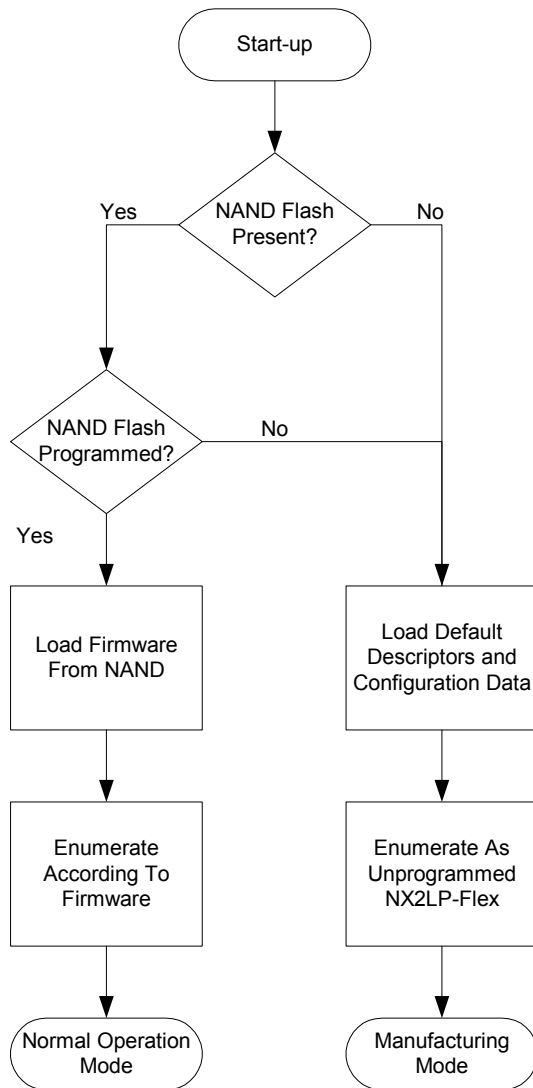 Start-up
NAND Flash
Present?
Yes
No
NAND Flash
Programmed?
No
Yes
Load Firmware
From NAND
Load Default
Descriptors and
Configuration Data
Enumerate
According To
Firmware
Enumerate As
Unprogrammed
NX2LP-Flex
Normal Operation
Mode
Manufacturing
Mode